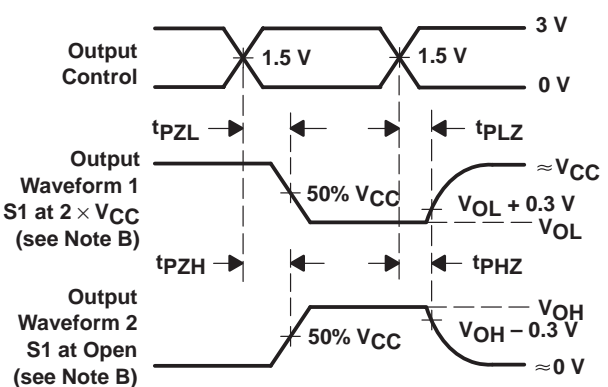 3 V
Output
Control
1.5 V
1.5 V
0 V
tPZL
tPLZ
Output
Waveform 1
S1 at 2 × VCC
(see Note B)
≈VCC
50% VCC
VOL + 0.3 V
VOL
tPZH
tPHZ
Output
Waveform 2
S1 at Open
(see Note B)
VOH
50% VCC
VOH – 0.3 V
≈0 V